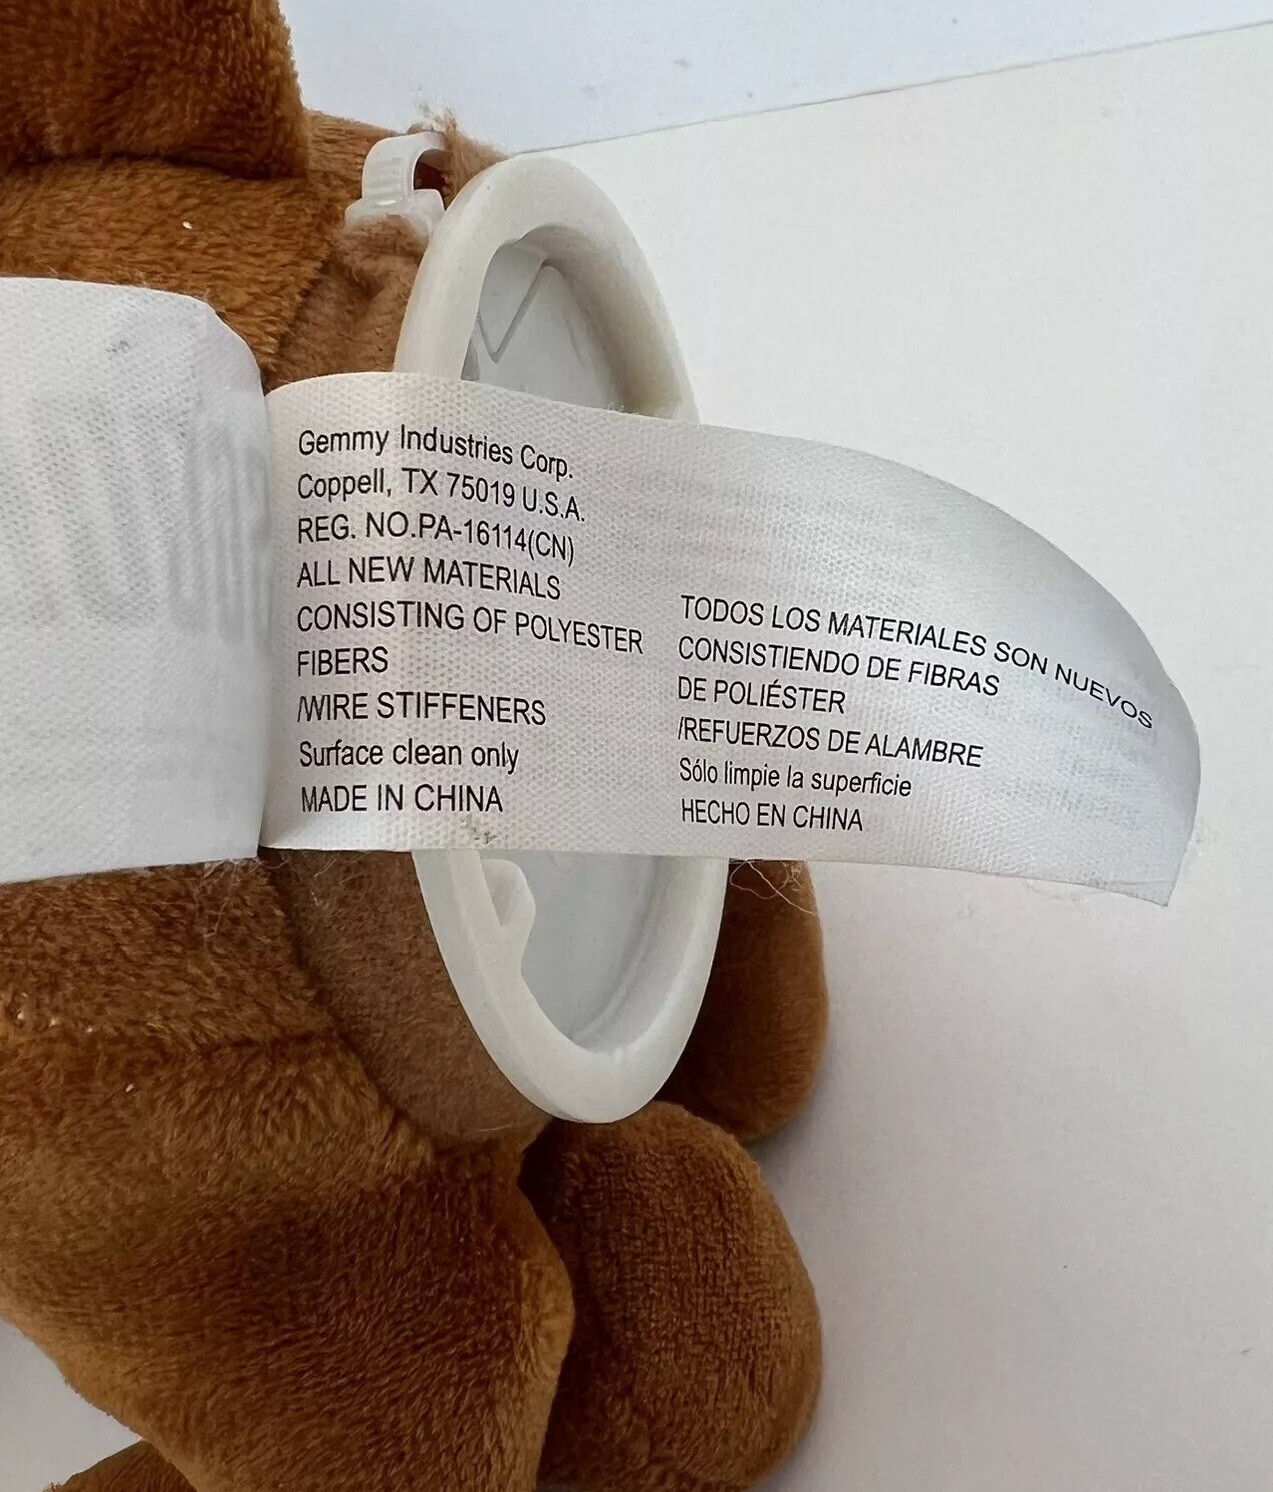 Gemmy Industries Corp.
Coppell, TX 75019 U.S.A.
REG. NO.PA-16114(CN)
ALL NEW MATERIALS
CONSISTING OF POLYESTER
FIBERS
/WIRE STIFFENERS
Surface clean only
MADE IN CHINA
TODOS LOS MATERIALES SON NUEVOS
CONSISTIENDO DE FIBRAS
DE POLIÉSTER
/REFUERZOS DE ALAMBRE
Sólo limpie la superficie
HECHO EN CHINA